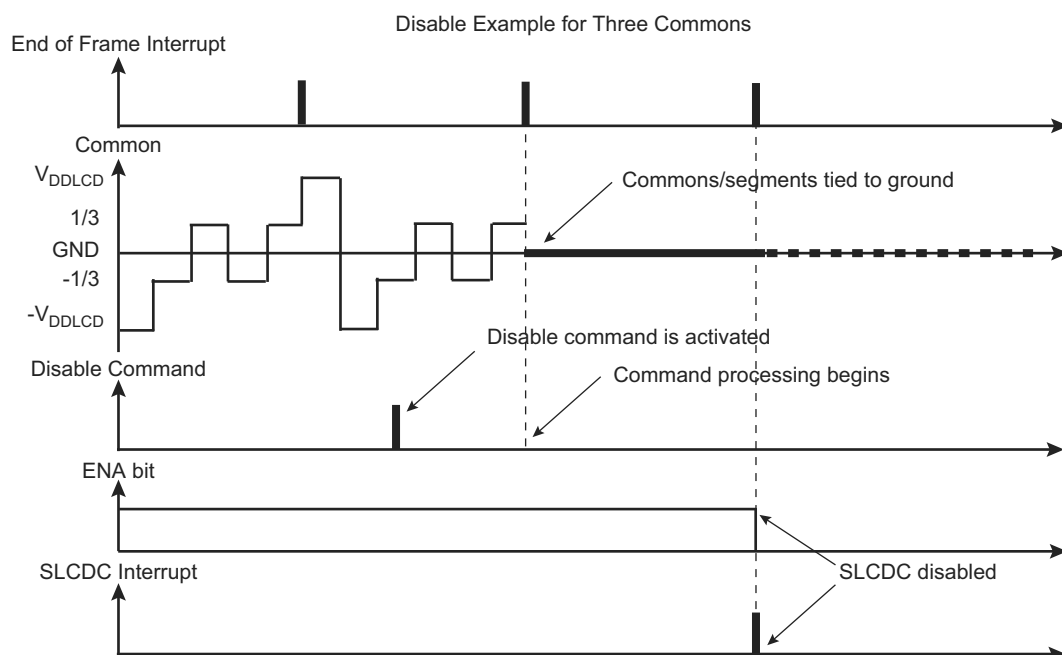 Disable Example for Three Commons
End of Frame Interrupt
Common
VDDLCD
Commons/segments tied to ground
1/3
GND
-1/3
-VDDLCD
Disable command is activated
Disable Command
Command processing begins
ENA bit
SLCDC Interrupt
SLCDC disabled